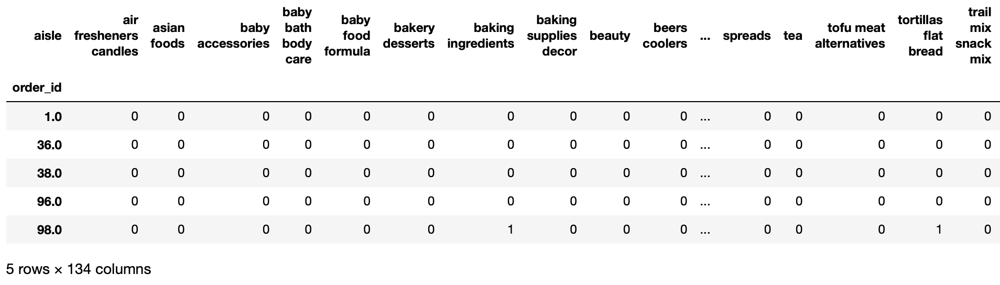 aisle air fresheners candles asian foods baby accessories baby bath body care baby food formula bakery desserts baking ingredients baking supplies decor beauty beers coolers ... spreads tea tofu meat alternatives tortillas flat bread trail mix snack mix
order_id
1.0 0 0 0 0 0 0 0 0 0 0 ... 0 0 0 0 0
36.0 0 0 0 0 0 0 0 0 0 0 ... 0 0 0 0 0
38.0 0 0 0 0 0 0 0 0 0 0 ... 0 0 0 0 0
96.0 0 0 0 0 0 0 0 0 0 0 ... 0 0 0 0 0
98.0 0 0 0 0 0 0 1 0 0 0 ... 0 0 0 1 0
5 rows × 134 columns